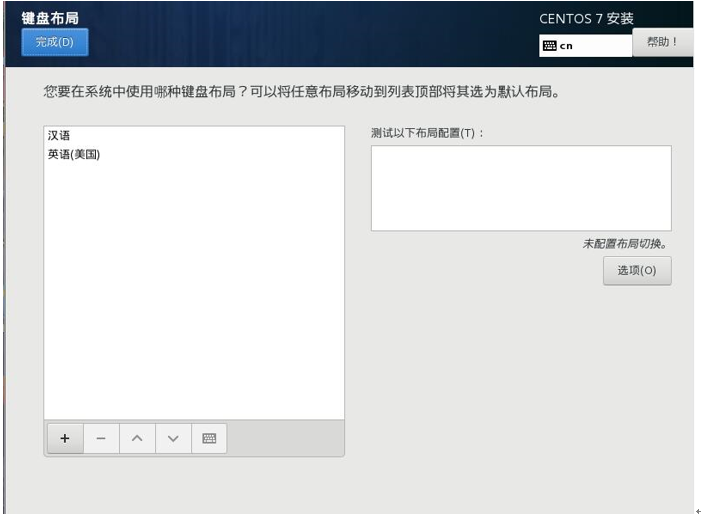 键盘布局
CENTOS 7 安装
完成(D)
cn
帮助！
您要在系统中使用哪种键盘布局？可以将任意布局移动到列表顶部将其选为默认布局。
汉语
英语(美国)
测试以下布局配置(T)：
未配置布局切换。
选项(O)